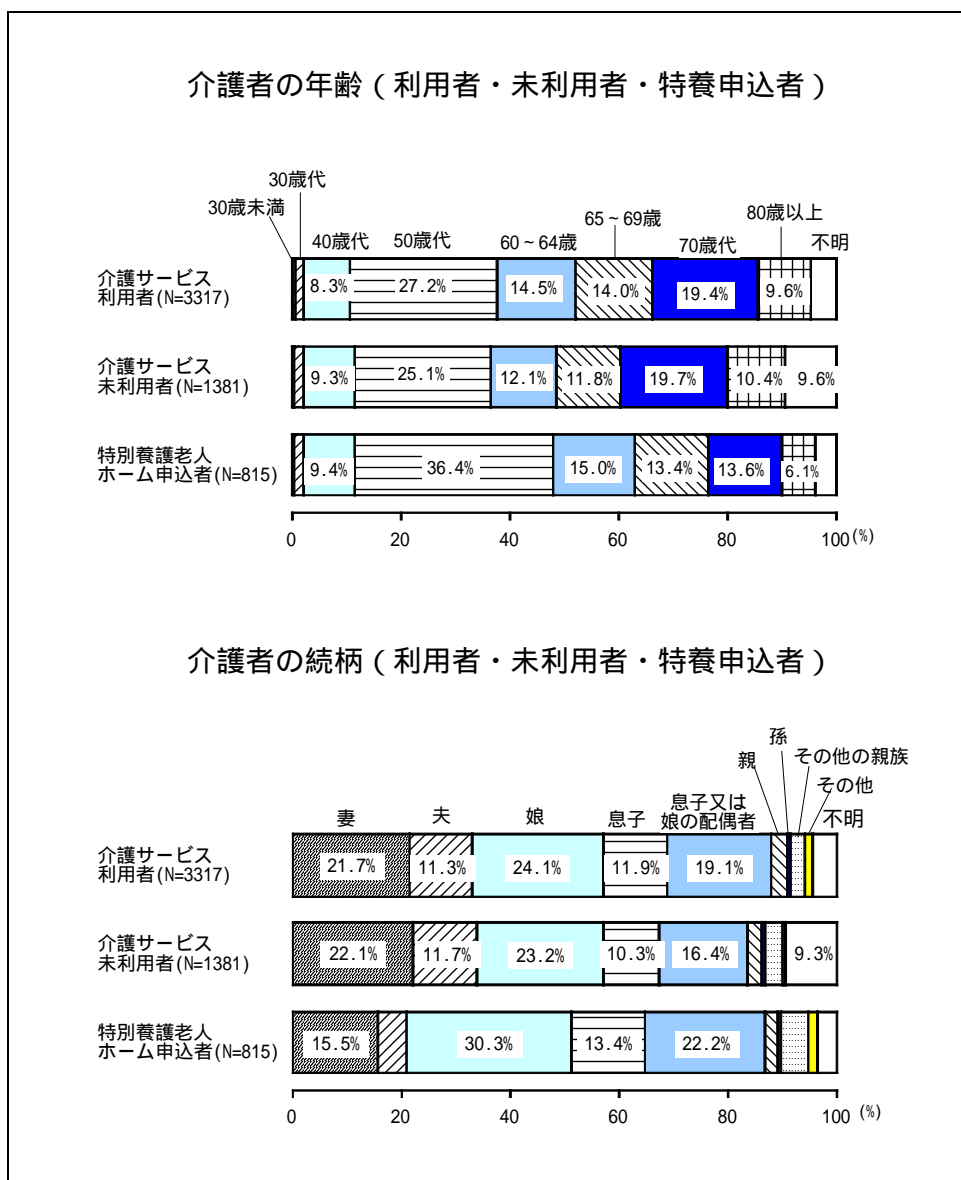 介護者の年齢（利用者・未利用者・特養申込者）
30歳代
30歳未満
40歳代
50歳代
60～64歳
65～69歳
70歳代
80歳以上
不明
介護サービス
利用者(N=3317)
8.3%
27.2%
14.5%
14.0%
19.4%
9.6%
介護サービス
未利用者(N=1381)
9.3%
25.1%
12.1%
11.8%
19.7%
10.4%
9.6%
特別養護老人
ホーム申込者(N=815)
9.4%
36.4%
15.0%
13.4%
13.6%
6.1%
0 20 40 60 80 100 (%)
介護者の続柄（利用者・未利用者・特養申込者）
妻
夫
娘
息子
息子又は
娘の配偶者
親
孫
その他の親族
その他
不明
介護サービス
利用者(N=3317)
21.7%
11.3%
24.1%
11.9%
19.1%
介護サービス
未利用者(N=1381)
22.1%
11.7%
23.2%
10.3%
16.4%
9.3%
特別養護老人
ホーム申込者(N=815)
15.5%
30.3%
13.4%
22.2%
0 20 40 60 80 100 (%)